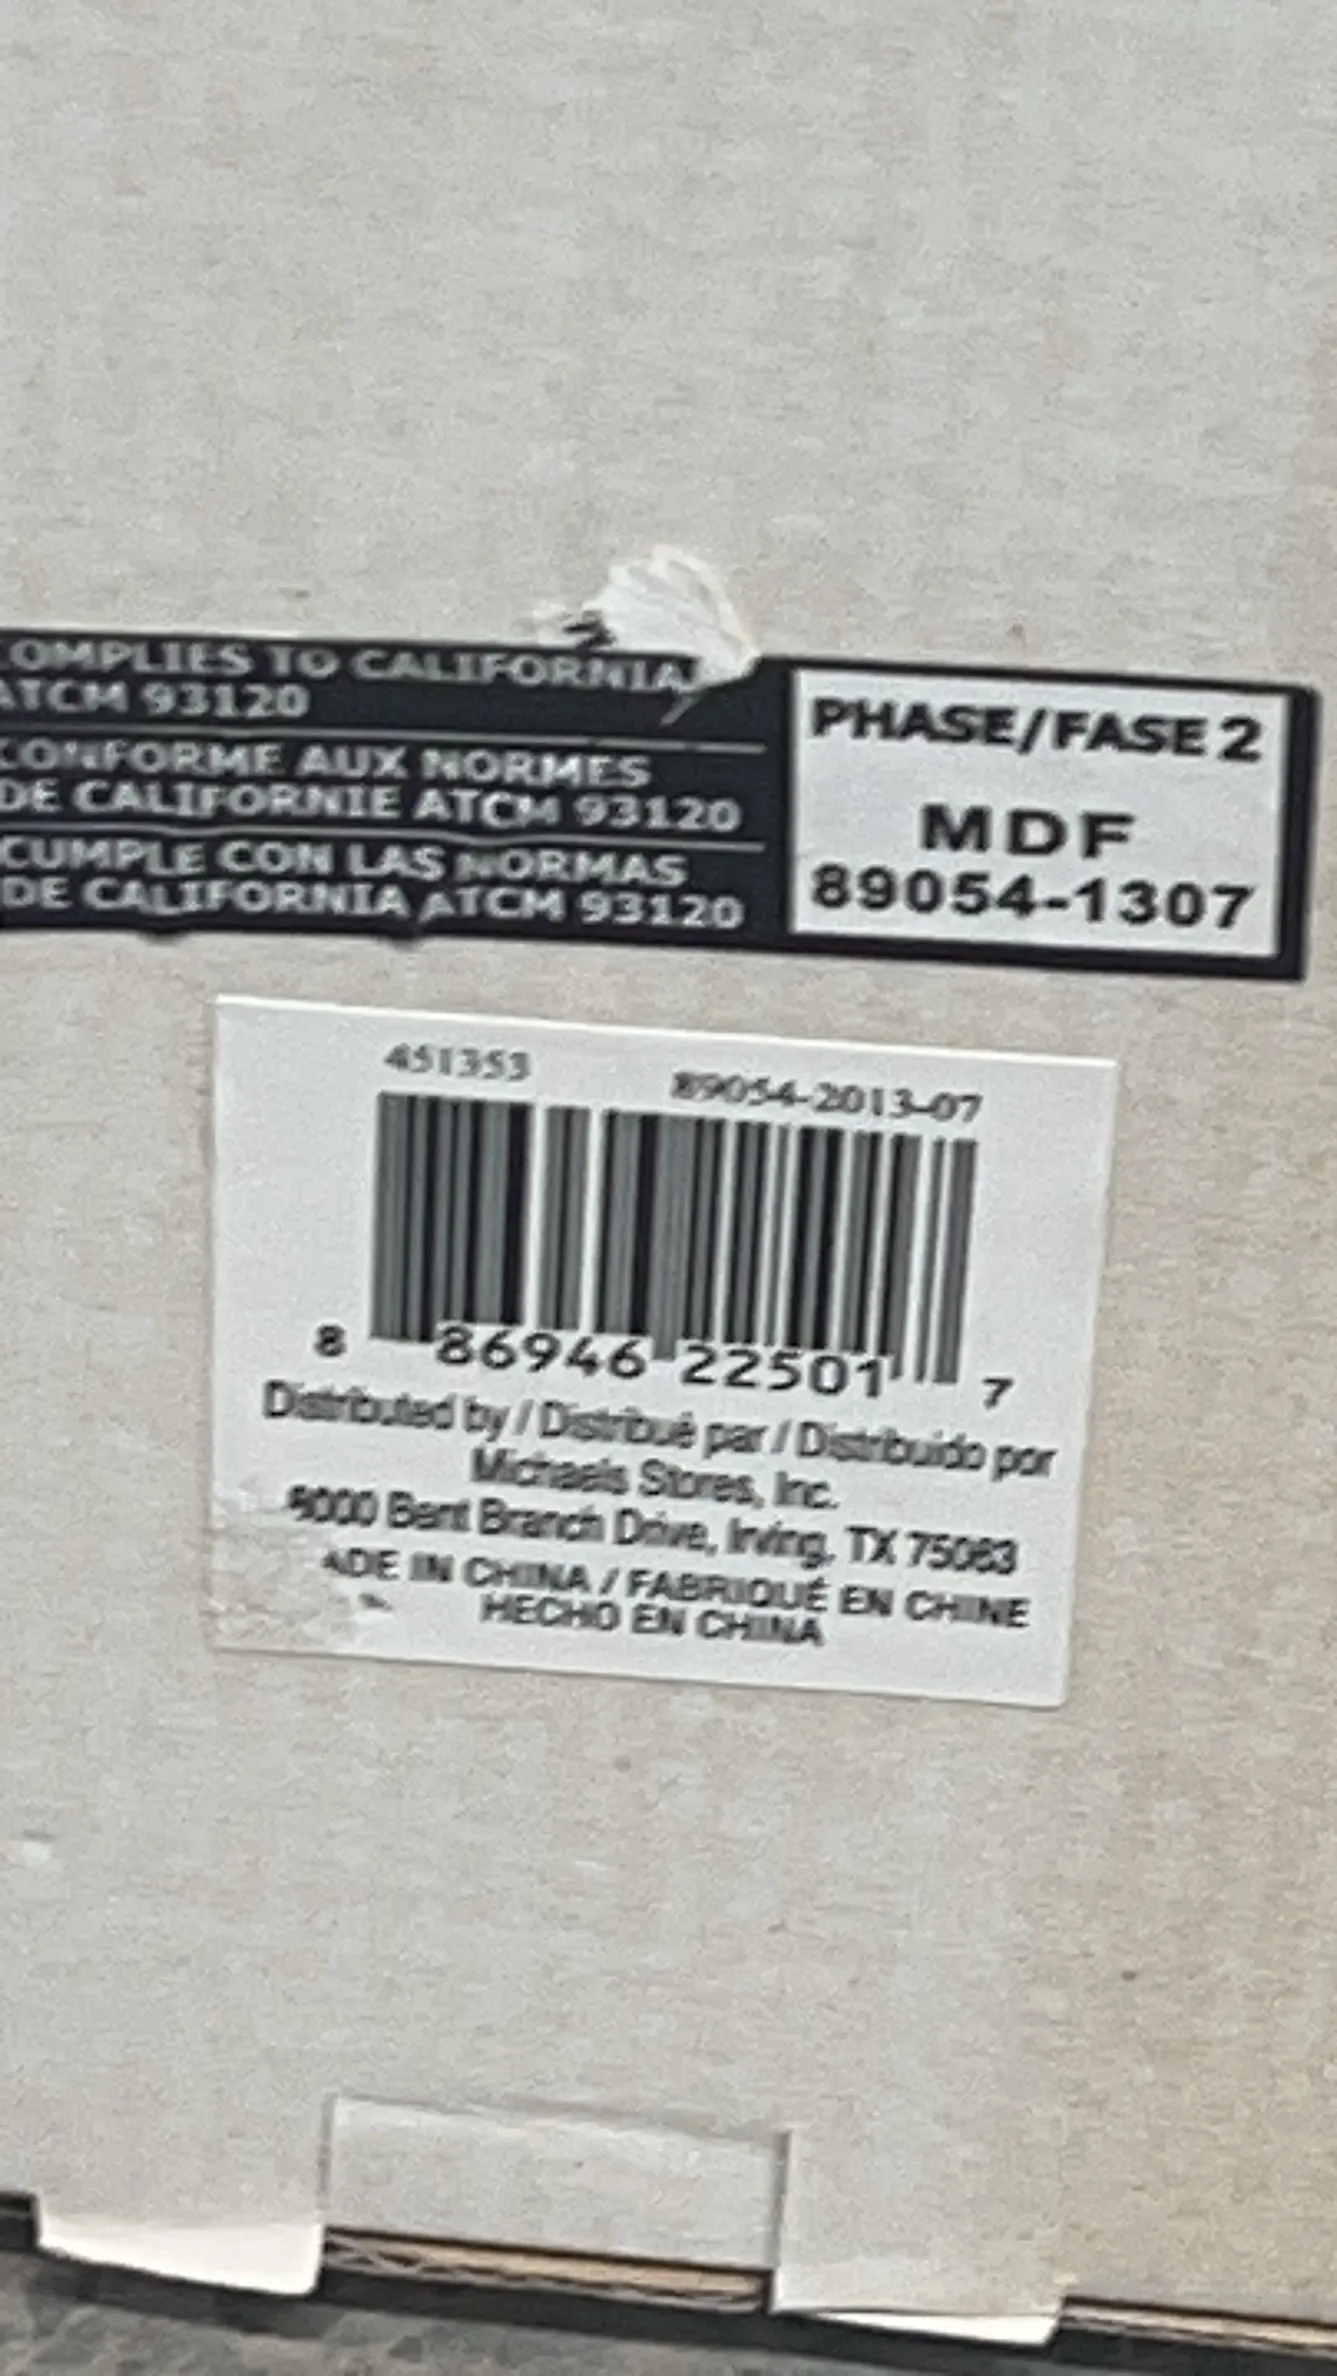 COMPLIES TO CALIFORNIA
ATCM 93120
CONFORME AUX NORMES
DE CALIFORNIE ATCM 93120
CUMPLE CON LAS NORMAS
DE CALIFORNIA ATCM 93120
PHASE/FASE 2
MDF
89054-1307
451353 89054-2013-07
8 86946 22501 7
Distributed by / Distribué par / Distribuido por
Michaels Stores, Inc.
8000 Bent Branch Drive, Irving, TX 75063
ADE IN CHINA / FABRIQUÉ EN CHINE
HECHO EN CHINA